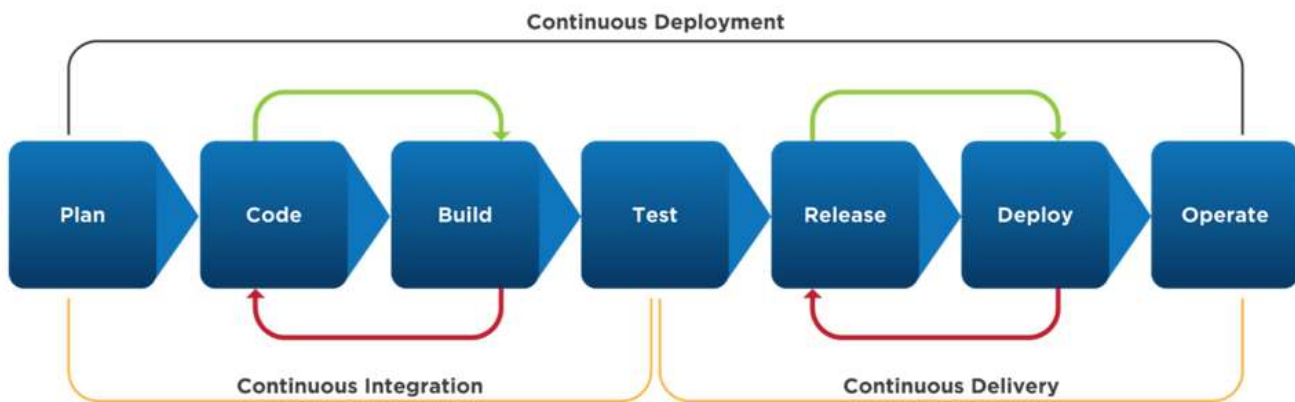 Continuous Deployment
Plan
Code
Build
Test
Release
Deploy
Operate
Continuous Integration
Continuous Delivery